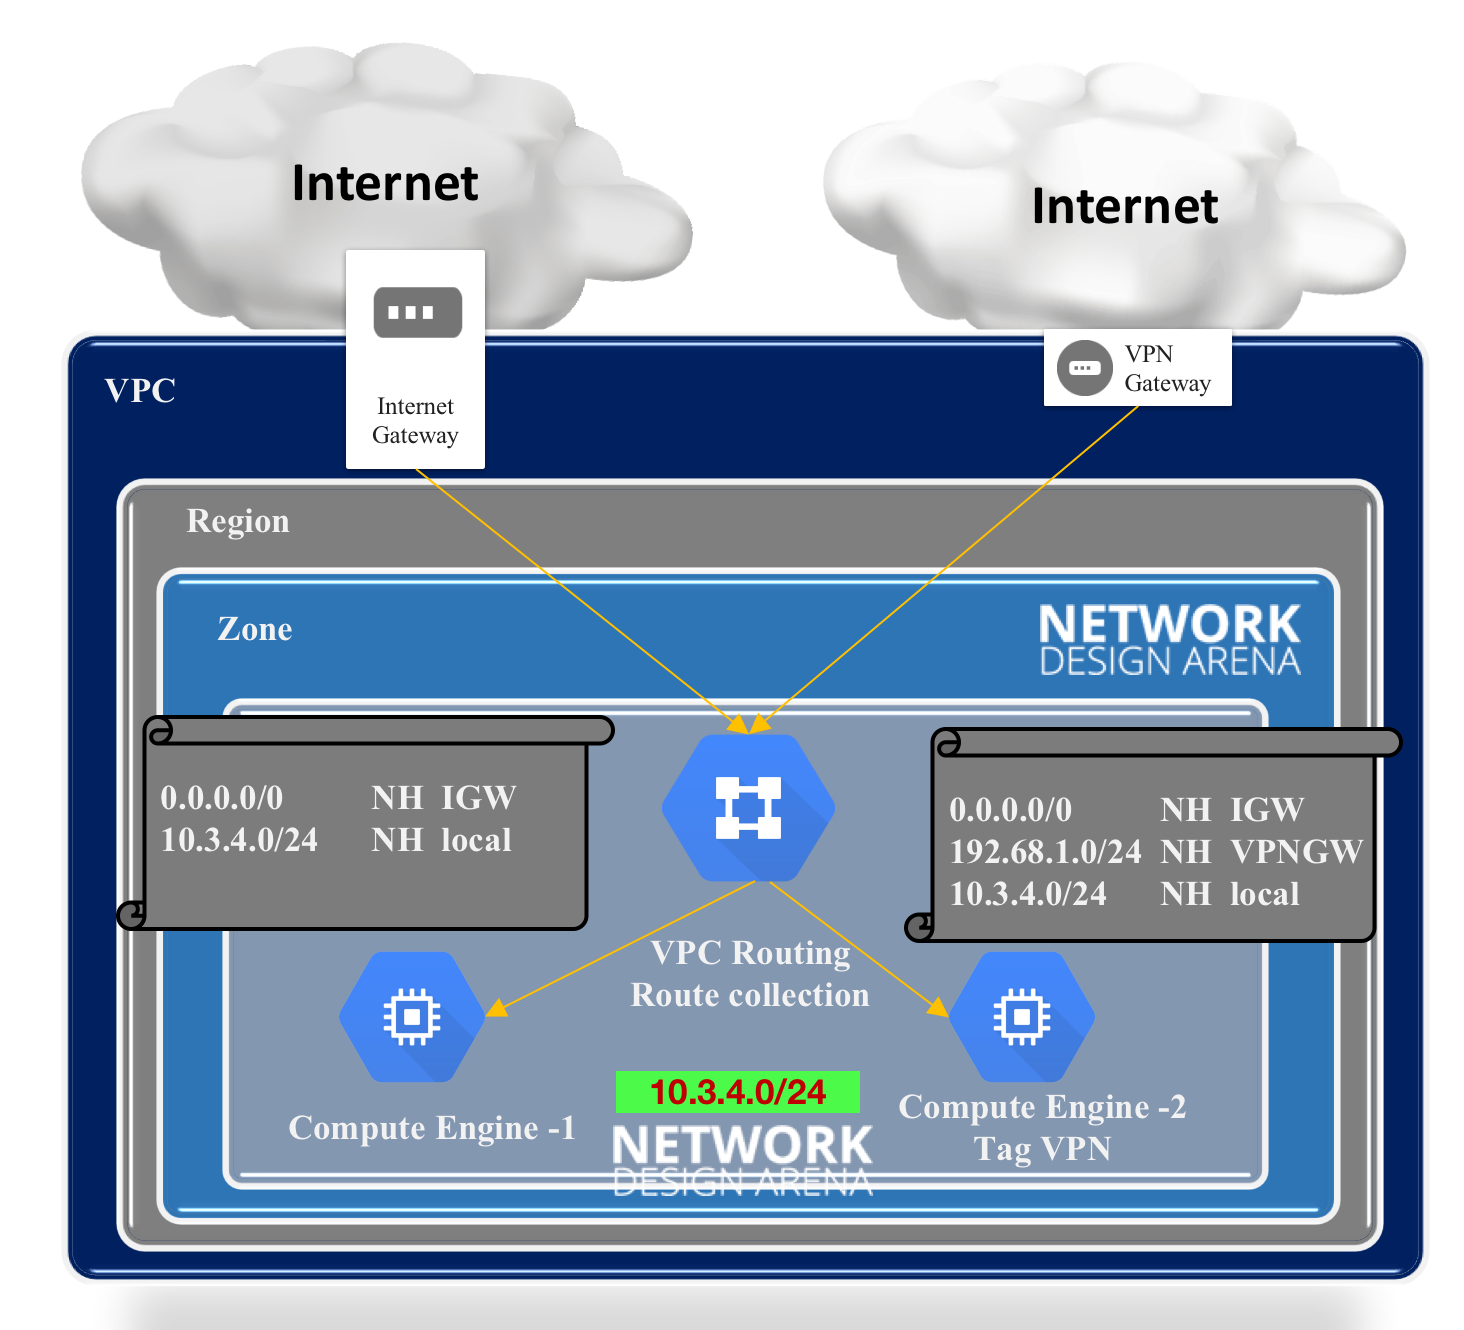 Internet
Internet
Internet
Gateway
VPN
Gateway
VPC
Region
Zone
NETWORK
DESIGN ARENA
0.0.0.0/0 NH IGW
10.3.4.0/24 NH local
0.0.0.0/0 NH IGW
192.68.1.0/24 NH VPNGW
10.3.4.0/24 NH local
VPC Routing
Route collection
10.3.4.0/24
Compute Engine -1
Compute Engine -2
Tag VPN
NETWORK
DESIGN ARENA